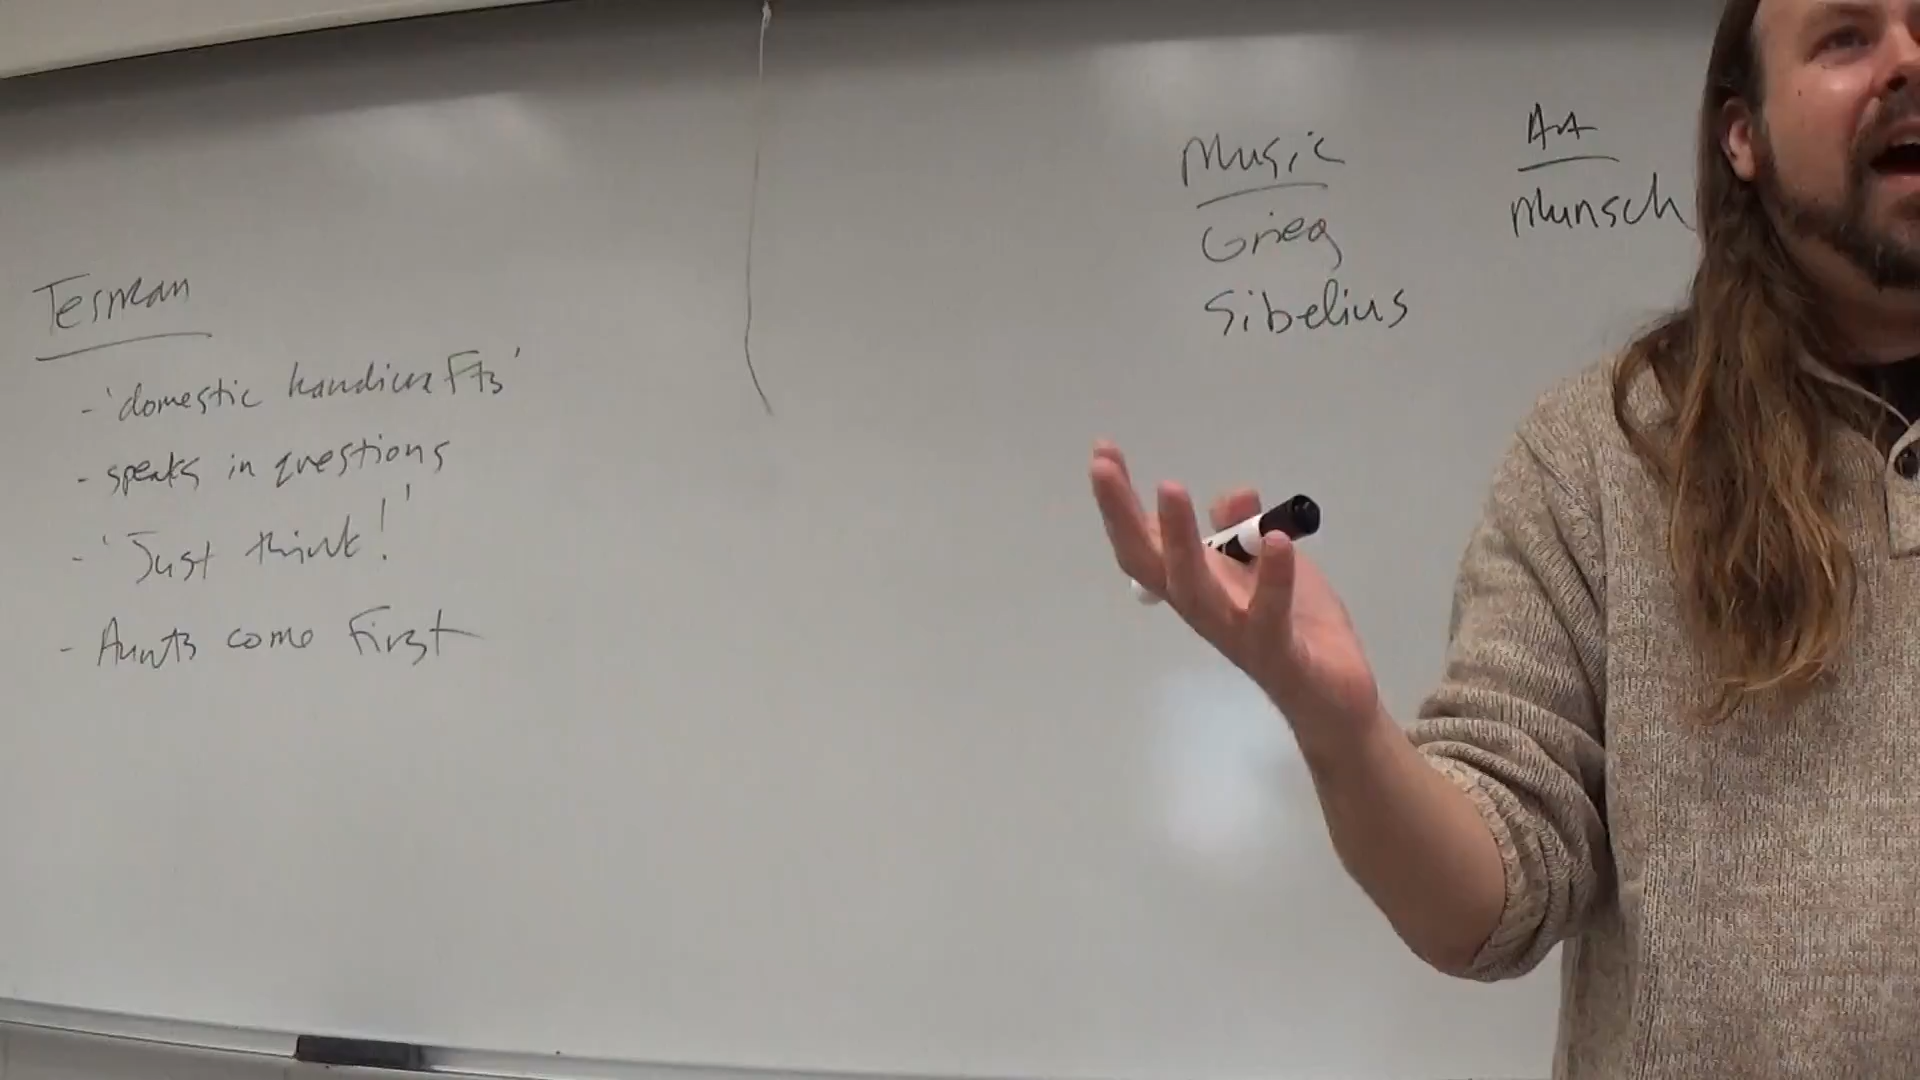 Tesman
- 'domestic handicrafts'
- speaks in questions
- 'Just think!'
- Aunts come First
Music
Grieg
Sibelius
Art
Munsch